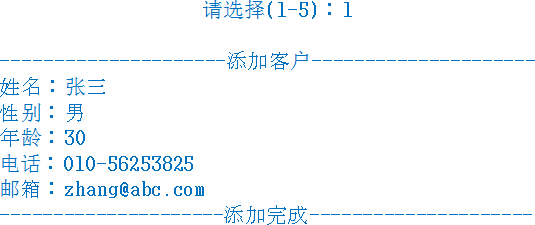 请选择(1-5)：1
---------------------添加客户---------------------
姓名：张三
性别：男
年龄：30
电话：010-56253825
邮箱：zhang@abc.com
---------------------添加完成---------------------